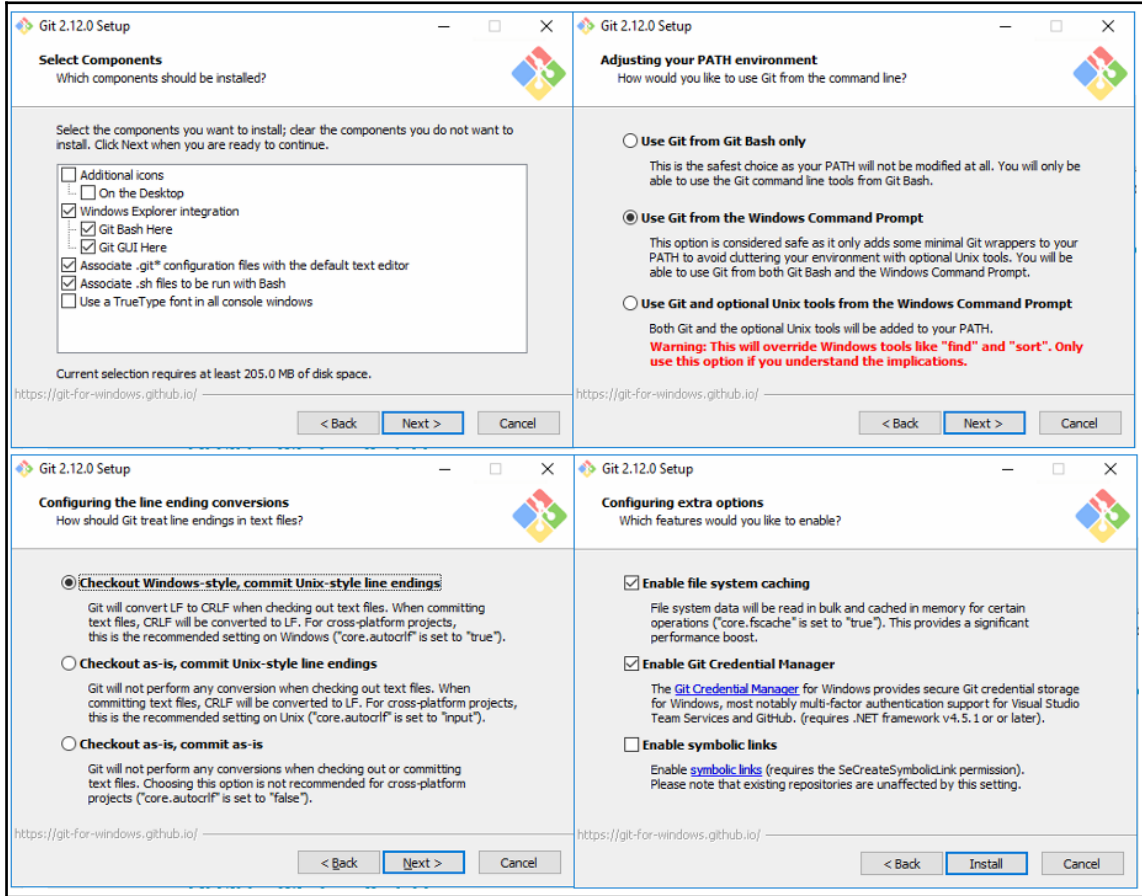 Git 2.12.0 Setup
Select Components
Which components should be installed?
Select the components you want to install; clear the components you do not want to
install. Click Next when you are ready to continue.
Additional icons
On the Desktop
Windows Explorer integration
Git Bash Here
Git GUI Here
Associate .git* configuration files with the default text editor
Associate .sh files to be run with Bash
Use a TrueType font in all console windows
Current selection requires at least 205.0 MB of disk space.
https://git-for-windows.github.io/
< Back Next > Cancel
Git 2.12.0 Setup
Adjusting your PATH environment
How would you like to use Git from the command line?
Use Git from Git Bash only
This is the safest choice as your PATH will not be modified at all. You will only be
able to use the Git command line tools from Git Bash.
Use Git from the Windows Command Prompt
This option is considered safe as it only adds some minimal Git wrappers to your
PATH to avoid cluttering your environment with optional Unix tools. You will be
able to use Git from both Git Bash and the Windows Command Prompt.
Use Git and optional Unix tools from the Windows Command Prompt
Both Git and the optional Unix tools will be added to your PATH.
Warning: This will override Windows tools like "find" and "sort". Only
use this option if you understand the implications.
https://git-for-windows.github.io/
< Back Next > Cancel
Git 2.12.0 Setup
Configuring the line ending conversions
How should Git treat line endings in text files?
Checkout Windows-style, commit Unix-style line endings
Git will convert LF to CRLF when checking out text files. When committing
text files, CRLF will be converted to LF. For cross-platform projects,
this is the recommended setting on Windows ("core.autocrlf" is set to "true").
Checkout as-is, commit Unix-style line endings
Git will not perform any conversion when checking out text files. When
committing text files, CRLF will be converted to LF. For cross-platform projects,
this is the recommended setting on Unix ("core.autocrlf" is set to "input").
Checkout as-is, commit as-is
Git will not perform any conversions when checking out or committing
text files. Choosing this option is not recommended for cross-platform
projects ("core.autocrlf" is set to "false").
https://git-for-windows.github.io/
< Back Next > Cancel
Git 2.12.0 Setup
Configuring extra options
Which features would you like to enable?
Enable file system caching
File system data will be read in bulk and cached in memory for certain
operations ("core.fscache" is set to "true"). This provides a significant
performance boost.
Enable Git Credential Manager
The Git Credential Manager for Windows provides secure Git credential storage
for Windows, most notably multi-factor authentication support for Visual Studio
Team Services and GitHub. (requires .NET framework v4.5.1 or or later).
Enable symbolic links
Enable symbolic links (requires the SeCreateSymbolicLink permission).
Please note that existing repositories are unaffected by this setting.
https://git-for-windows.github.io/
< Back Install Cancel